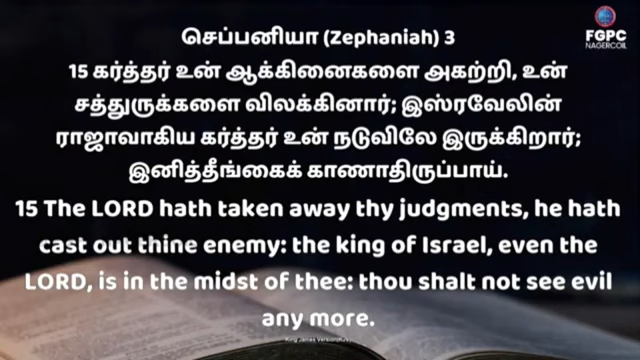 செப்பனியா (Zephaniah) 3
FGPC
NAGERCOIL
15 கர்த்தர் உன் ஆக்கினைகளை அகற்றி, உன்
சத்துருக்களை விலக்கினார்; இஸ்ரவேலின்
ராஜாவாகிய கர்த்தர் உன் நடுவிலே இருக்கிறார்;
இனித்தீங்கைக் காணாதிருப்பாய்.
15 The LORD hath taken away thy judgments, he hath
cast out thine enemy: the king of Israel, even the
LORD, is in the midst of thee: thou shalt not see evil
any more.
King James Version(KJV)